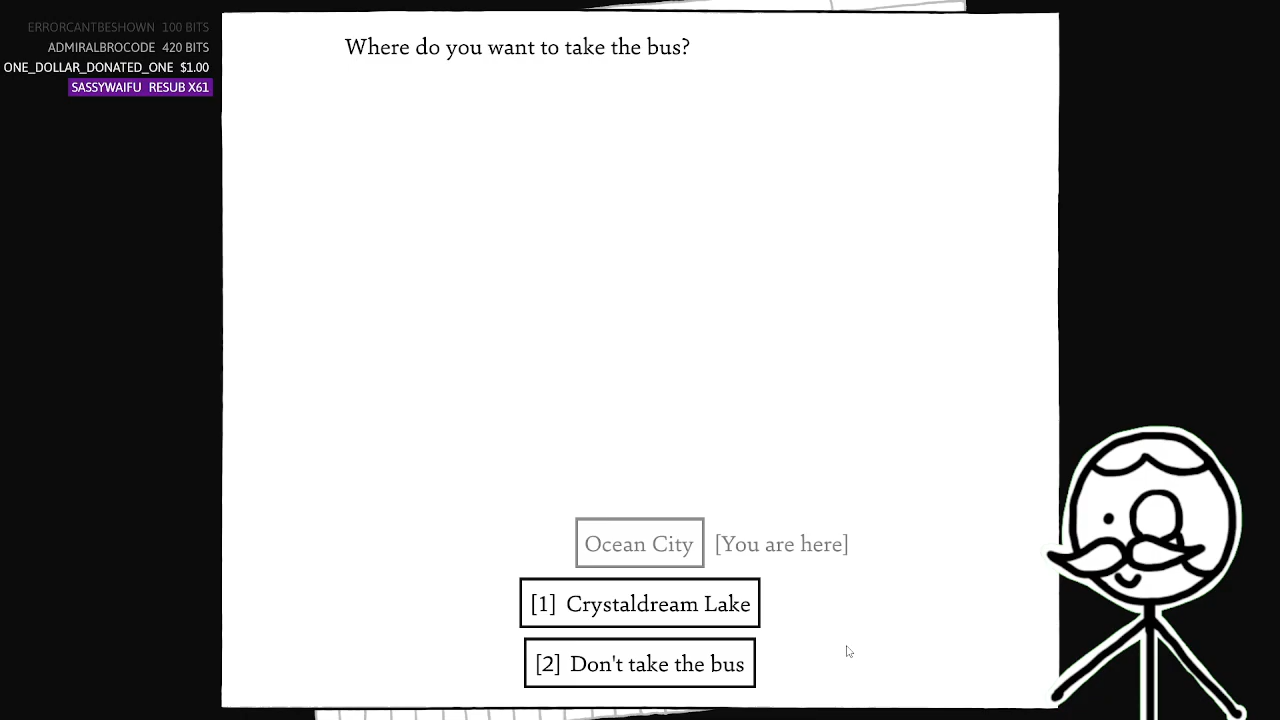 ERRORCANTBESHOWN 100 BITS
ADMIRALBROCODE 420 BITS
ONE_DOLLAR_DONATED_ONE $1.00
SASSYWAIFU RESUB X61
Where do you want to take the bus?
Ocean City [You are here]
[1] Crystaldream Lake
[2] Don't take the bus